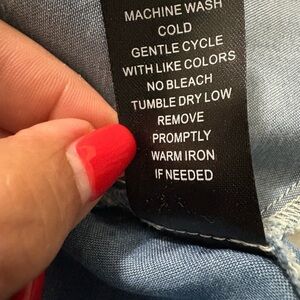 MACHINE WASH
COLD
GENTLE CYCLE
WITH LIKE COLORS
NO BLEACH
TUMBLE DRY LOW
REMOVE
PROMPTLY
WARM IRON
IF NEEDED